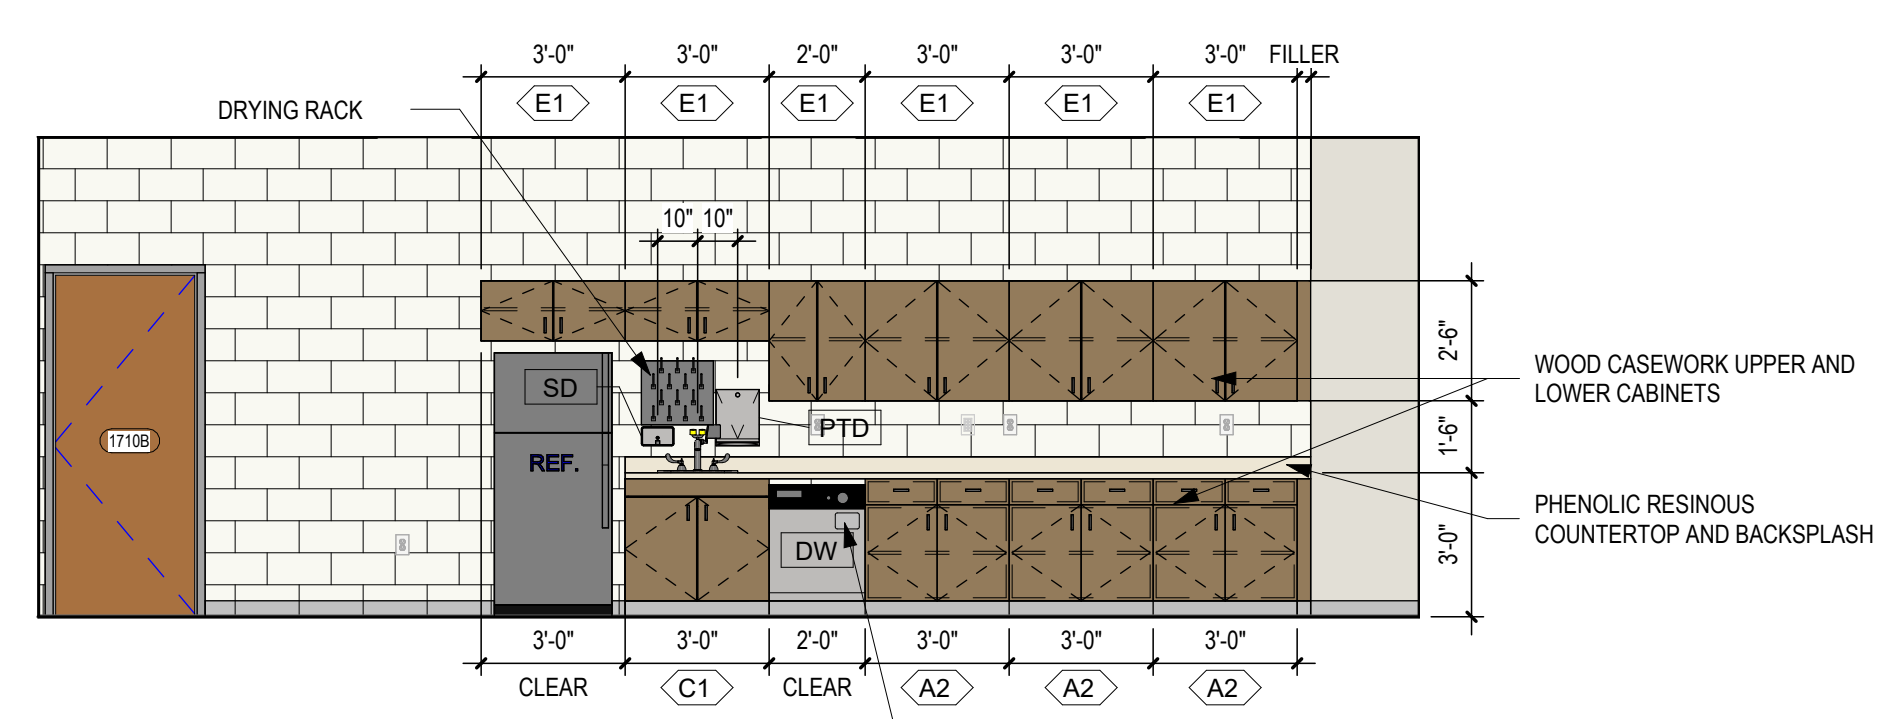 3'-0" 3'-0" 2'-0" 3'-0" 3'-0" 3'-0" FILLER
E1 E1 E1 E1 E1 E1
DRYING RACK
10" 10"
2'-6"
WOOD CASEWORK UPPER AND
LOWER CABINETS
SD
PTD
1'-6"
1710B
REF.
PHENOLIC RESINOUS
COUNTERTOP AND BACKSPLASH
DW
3'-0"
3'-0" 3'-0" 2'-0" 3'-0" 3'-0" 3'-0"
CLEAR C1 CLEAR A2 A2 A2